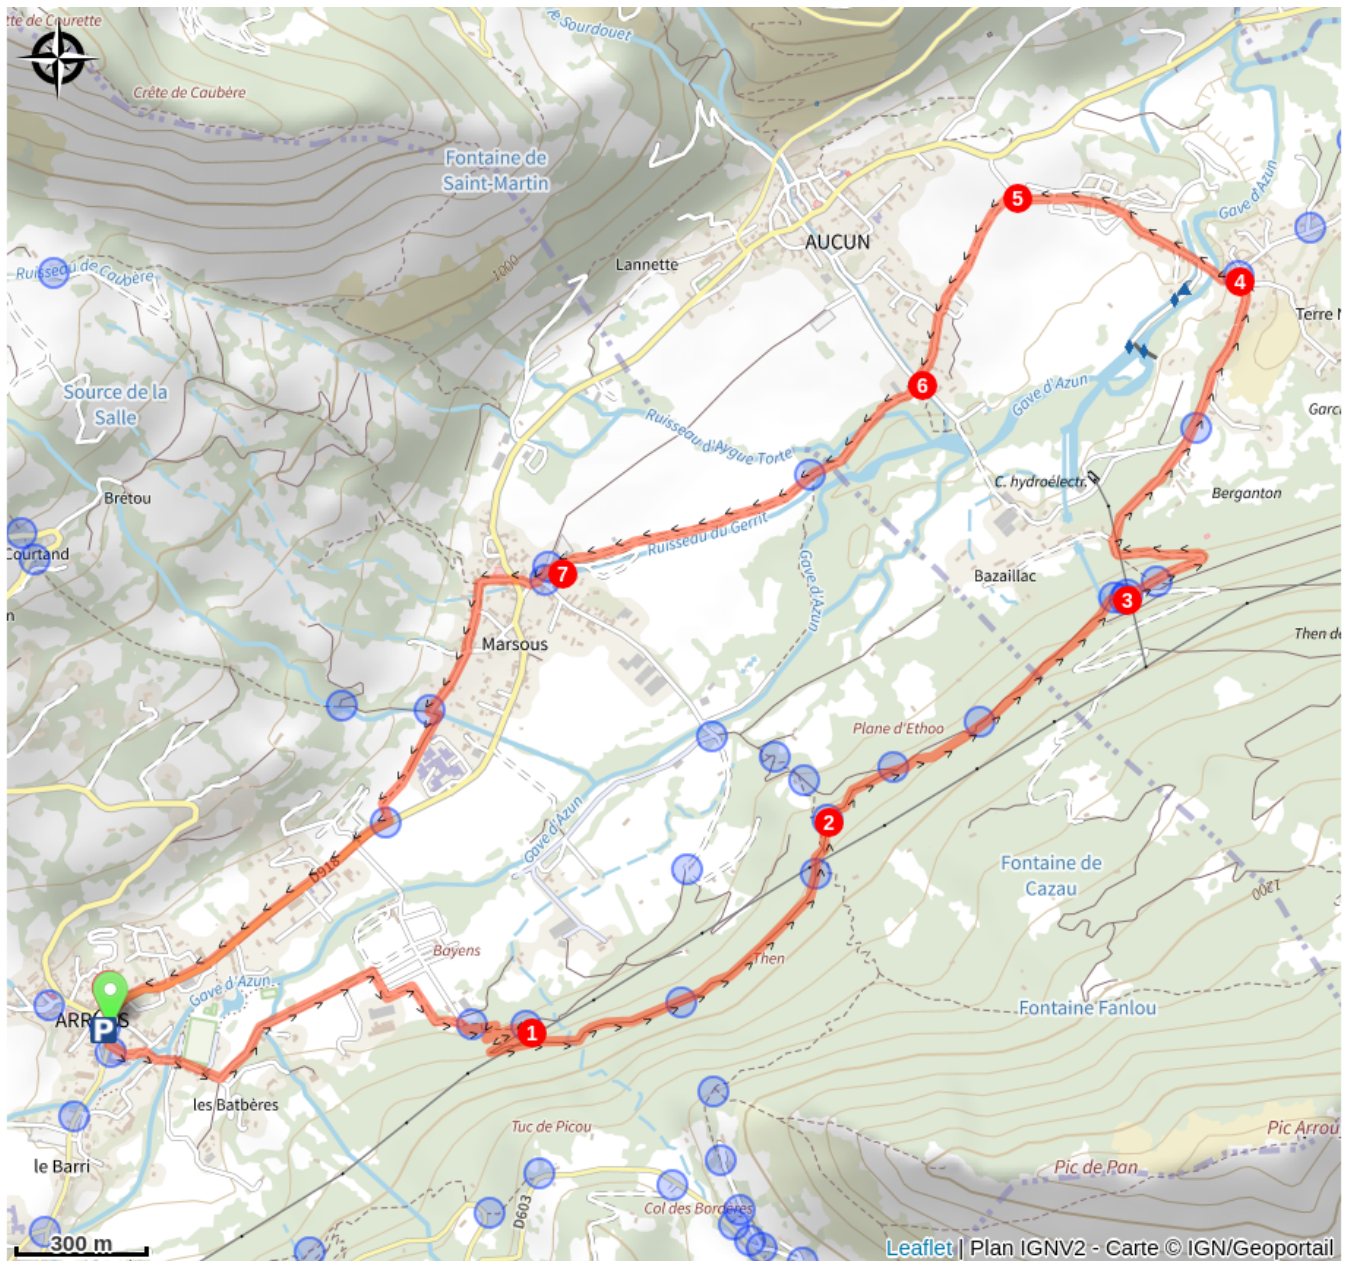 tte de Courette
le Sourdouet
Crête de Caubère
Fontaine de
Saint-Martin
Gave d'Azun
5
AUCUN
Lannette
1000
Ruisseau de Caubère
4
Terre N
Source de la
Salle
6
Gave d'Azun
Garc
Ruisseau d'Aygue Torte
C. hydroélectr.
Berganton
Brétou
Courtand
Ruisseau du Gerrit
7
Bazaillac
Gave d'Azun
3
n
Marsous
Then de
Plane d'Ethoo
2
Gave d'Azun
D918
Fontaine de
Cazau
1200
Bayens
Then
Gave d'Azun
Fontaine Fanlou
P
1
les Batbères
Tuc de Picou
Pic Arrou
le Barri
Pic de Pan
D603
Col des Bordères
300 m
Leaflet | Plan IGNV2 - Carte © IGN/Geoportail